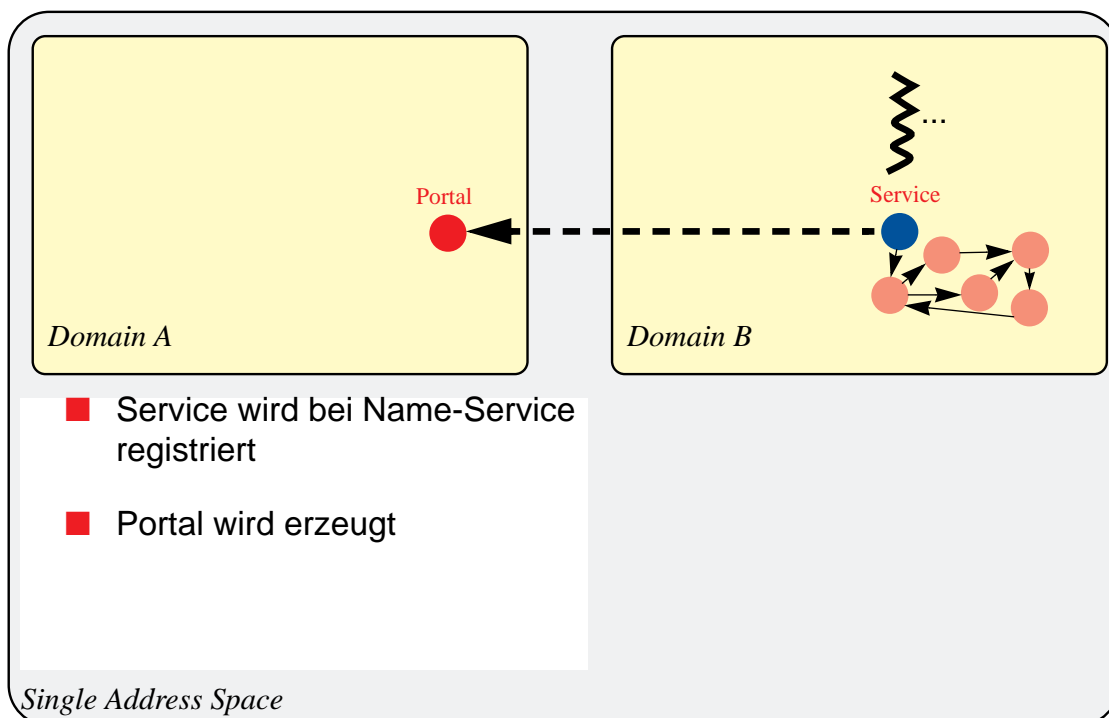 ...
Portal
Service
Domain A
Domain B
Service wird bei Name-Service
registriert
Portal wird erzeugt
Single Address Space